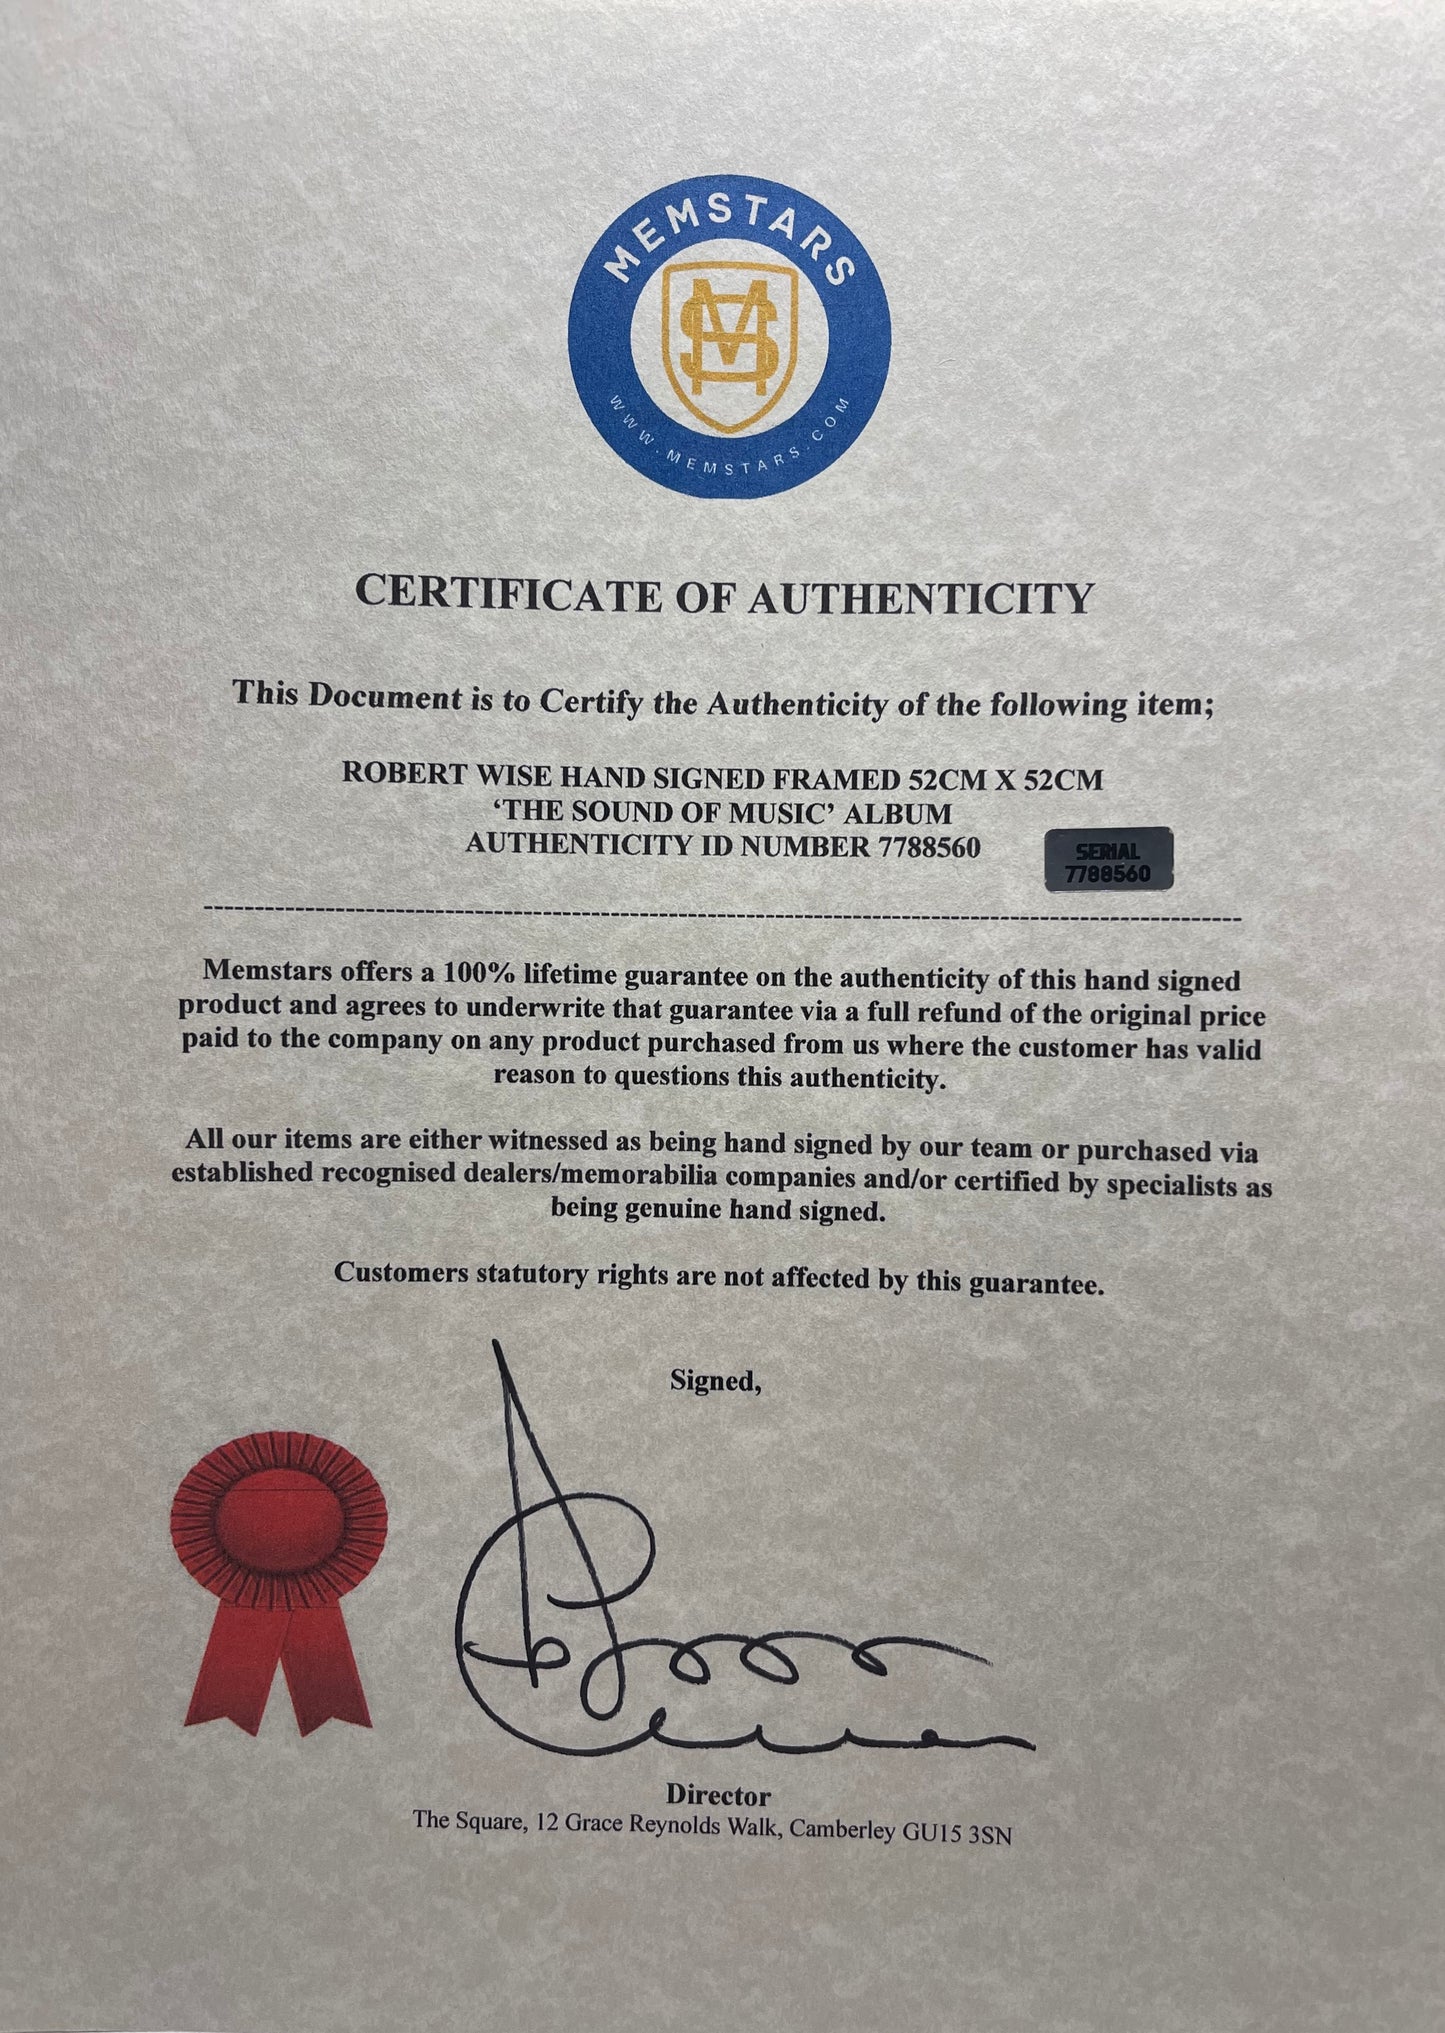 MEMSTARS
WWW.MEMSTARS.COM
CERTIFICATE OF AUTHENTICITY
This Document is to Certify the Authenticity of the following item;
ROBERT WISE HAND SIGNED FRAMED 52CM X 52CM
‘THE SOUND OF MUSIC’ ALBUM
AUTHENTICITY ID NUMBER 7788560
SERIAL
7788560
Memstars offers a 100% lifetime guarantee on the authenticity of this hand signed
product and agrees to underwrite that guarantee via a full refund of the original price
paid to the company on any product purchased from us where the customer has valid
reason to questions this authenticity.
All our items are either witnessed as being hand signed by our team or purchased via
established recognised dealers/memorabilia companies and/or certified by specialists as
being genuine hand signed.
Customers statutory rights are not affected by this guarantee.
Signed,
Director
The Square, 12 Grace Reynolds Walk, Camberley GU15 3SN